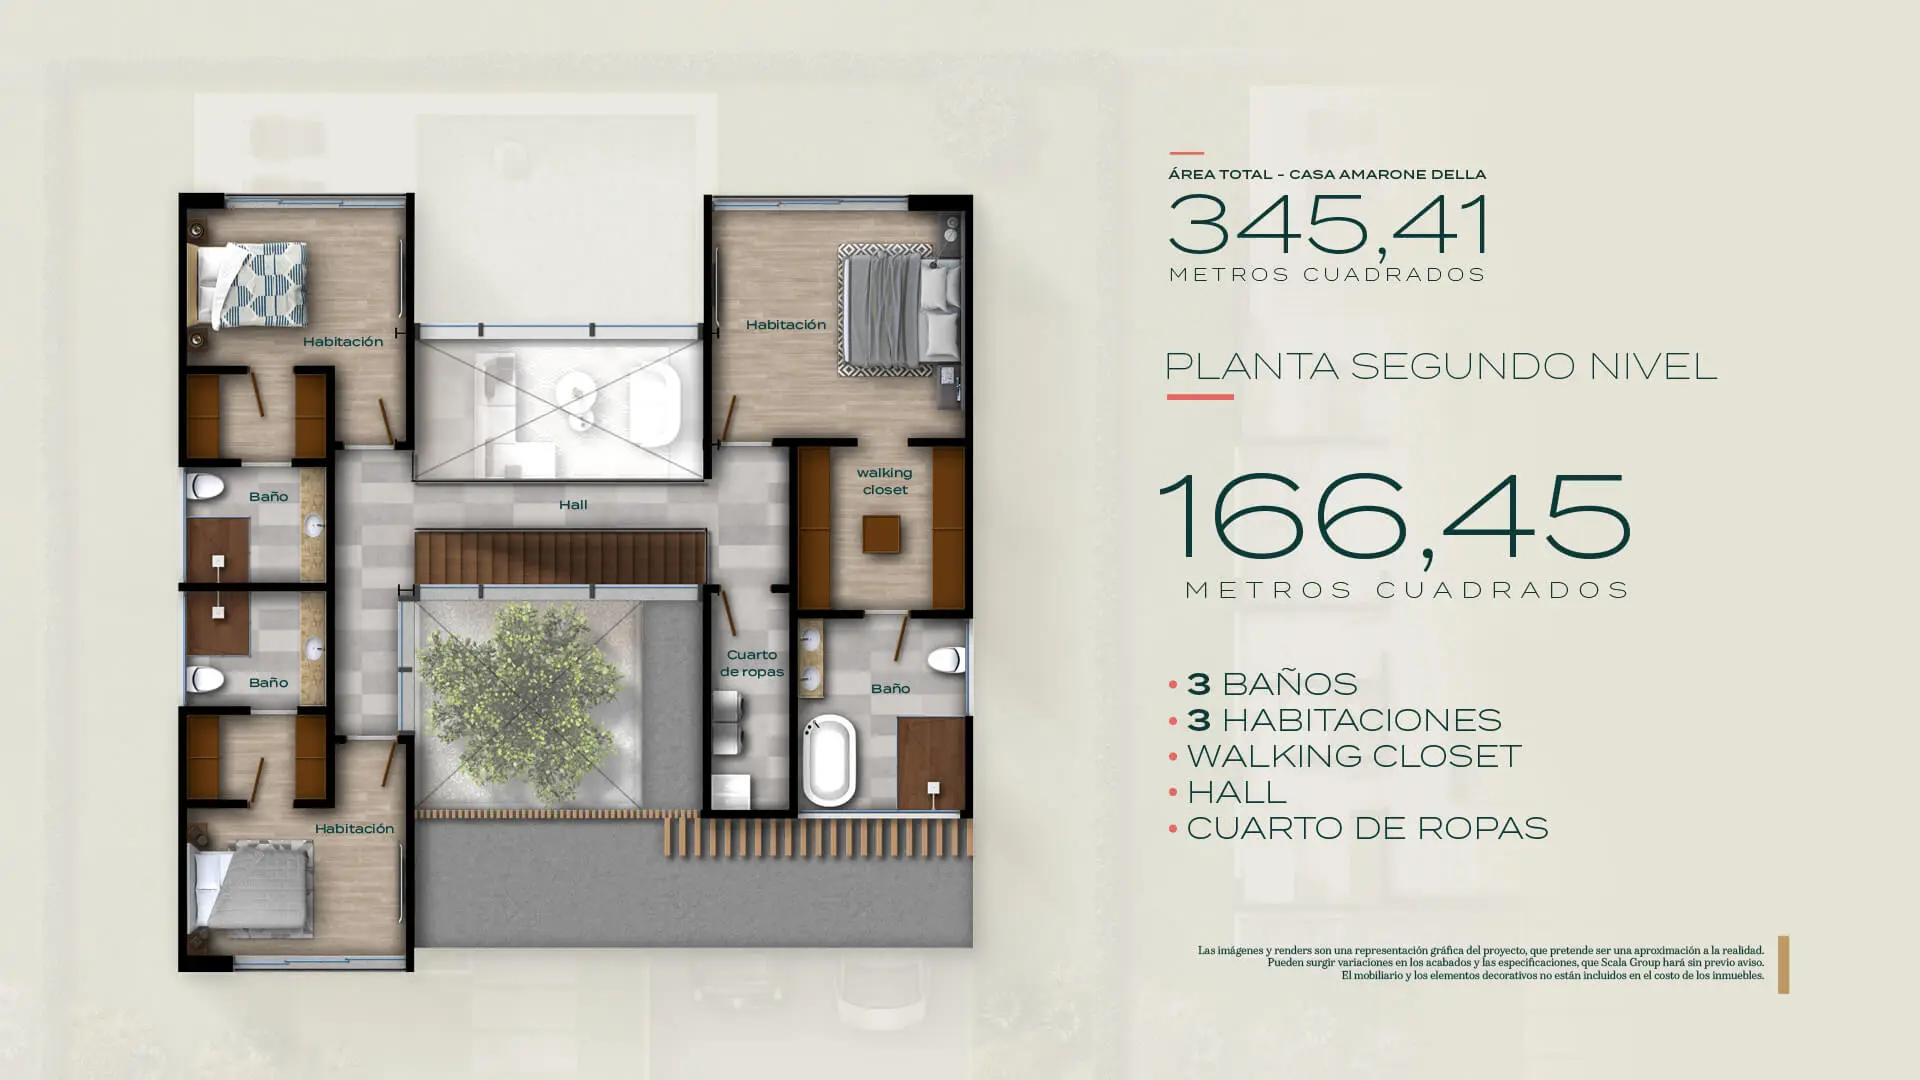 Habitación
Habitación
walking
closet
Baño
Hall
Cuarto
de ropas
Baño
Baño
Habitación
ÁREA TOTAL - CASA AMARONE DELLA
345,41
METROS CUADRADOS
PLANTA SEGUNDO NIVEL
166,45
METROS CUADRADOS
• 3 BAÑOS
• 3 HABITACIONES
• WALKING CLOSET
• HALL
• CUARTO DE ROPAS
Las imágenes y renders son una representación gráfica del proyecto, que pretende ser una aproximación a la realidad.
Pueden surgir variaciones en los acabados y las especificaciones, que Scala Group hará sin previo aviso.
El mobiliario y los elementos decorativos no están incluidos en el costo de los inmuebles.